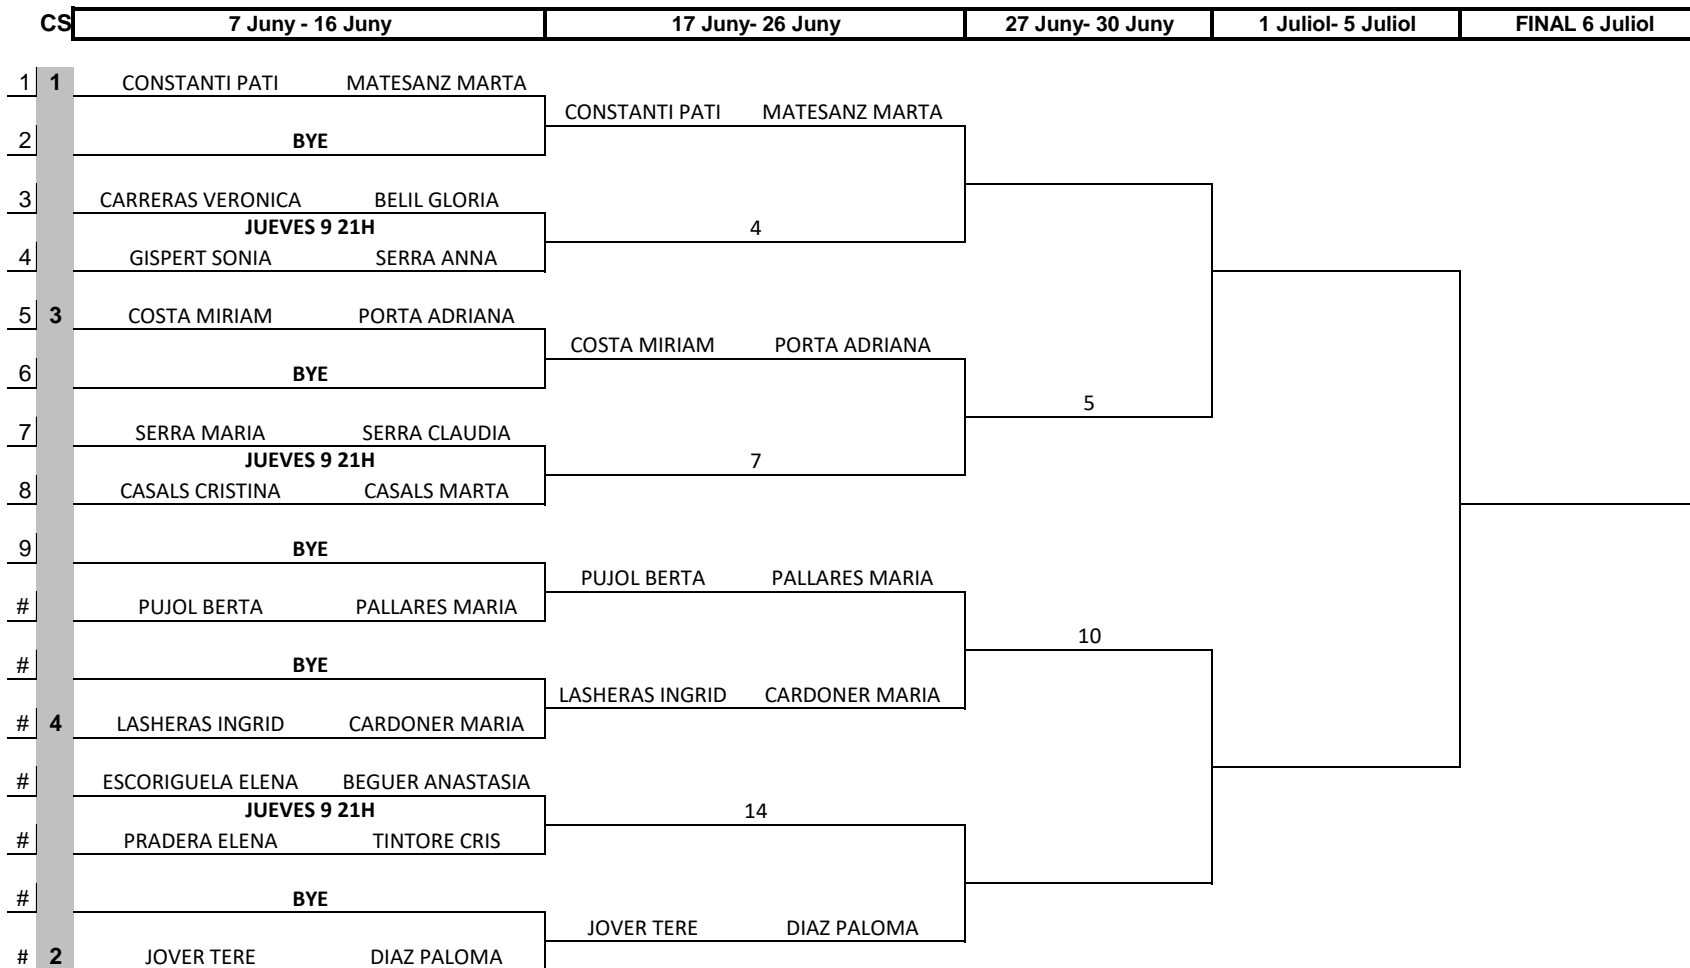 CS 7 Juny - 16 Juny 17 Juny- 26 Juny 27 Juny- 30 Juny 1 Juliol- 5 Juliol FINAL 6 Juliol
1 1 CONSTANTI PATI MATESANZ MARTA
CONSTANTI PATI MATESANZ MARTA
2 BYE
3 CARRERAS VERONICA BELIL GLORIA
JUEVES 9 21H 4
4 GISPERT SONIA SERRA ANNA
5 3 COSTA MIRIAM PORTA ADRIANA
COSTA MIRIAM PORTA ADRIANA
6 BYE
5
7 SERRA MARIA SERRA CLAUDIA
JUEVES 9 21H 7
8 CASALS CRISTINA CASALS MARTA
9 BYE
PUJOL BERTA PALLARES MARIA
# PUJOL BERTA PALLARES MARIA
10
# BYE
LASHERAS INGRID CARDONER MARIA
# 4 LASHERAS INGRID CARDONER MARIA
# ESCORIGUELA ELENA BEGUER ANASTASIA
JUEVES 9 21H 14
# PRADERA ELENA TINTORE CRIS
# BYE
JOVER TERE DIAZ PALOMA
# 2 JOVER TERE DIAZ PALOMA